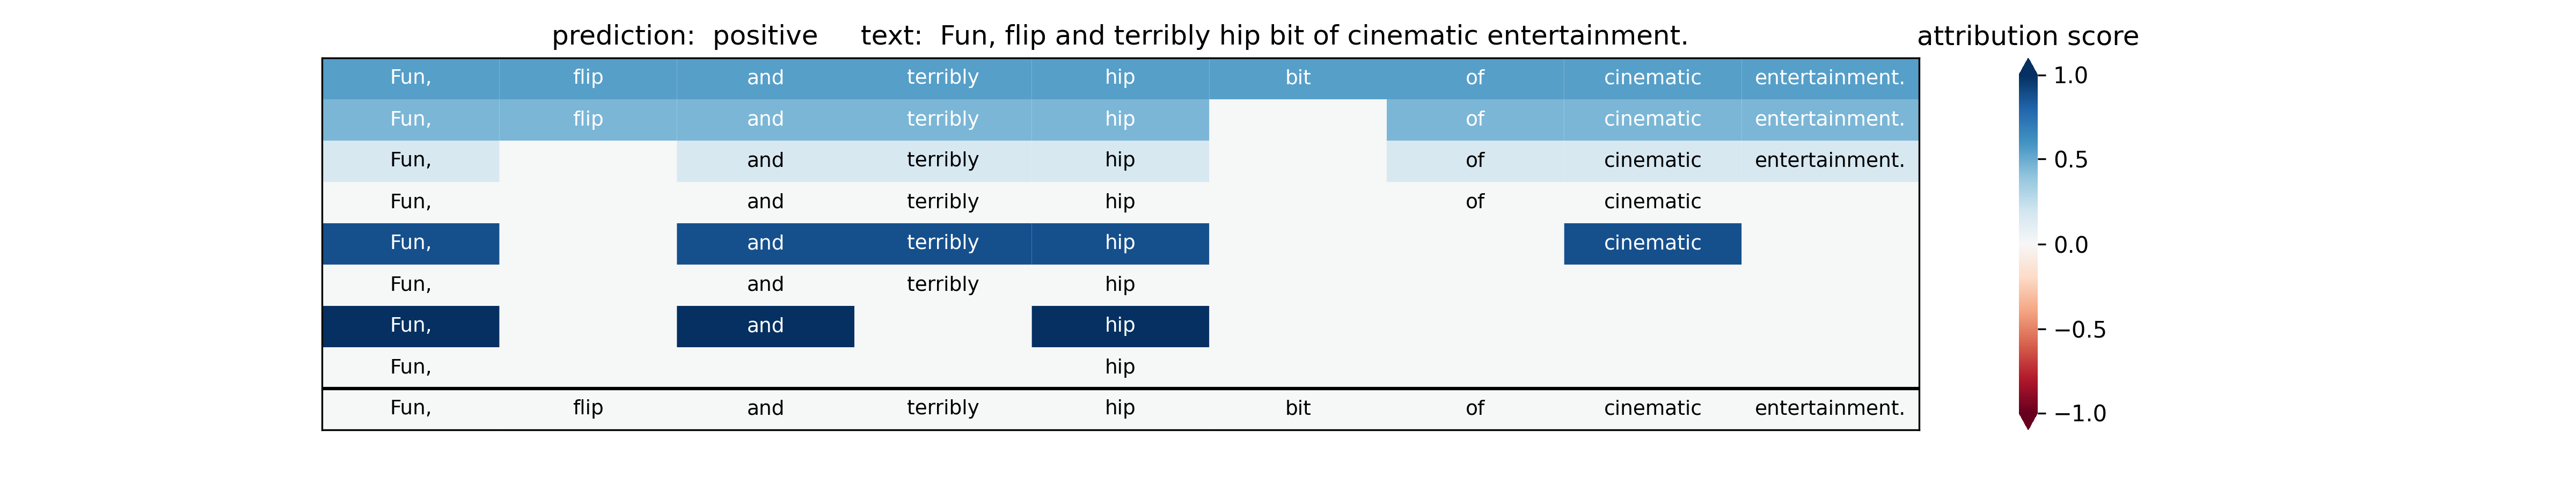 prediction: positive text: Fun, flip and terribly hip bit of cinematic entertainment.
attribution score
Fun, flip and terribly hip bit of cinematic entertainment.
Fun, flip and terribly hip of cinematic entertainment.
Fun, and terribly hip of cinematic entertainment.
Fun, and terribly hip of cinematic
Fun, and terribly hip cinematic
Fun, and terribly hip
Fun, and hip
Fun, hip
Fun, flip and terribly hip bit of cinematic entertainment.
1.0
0.5
0.0
−0.5
−1.0